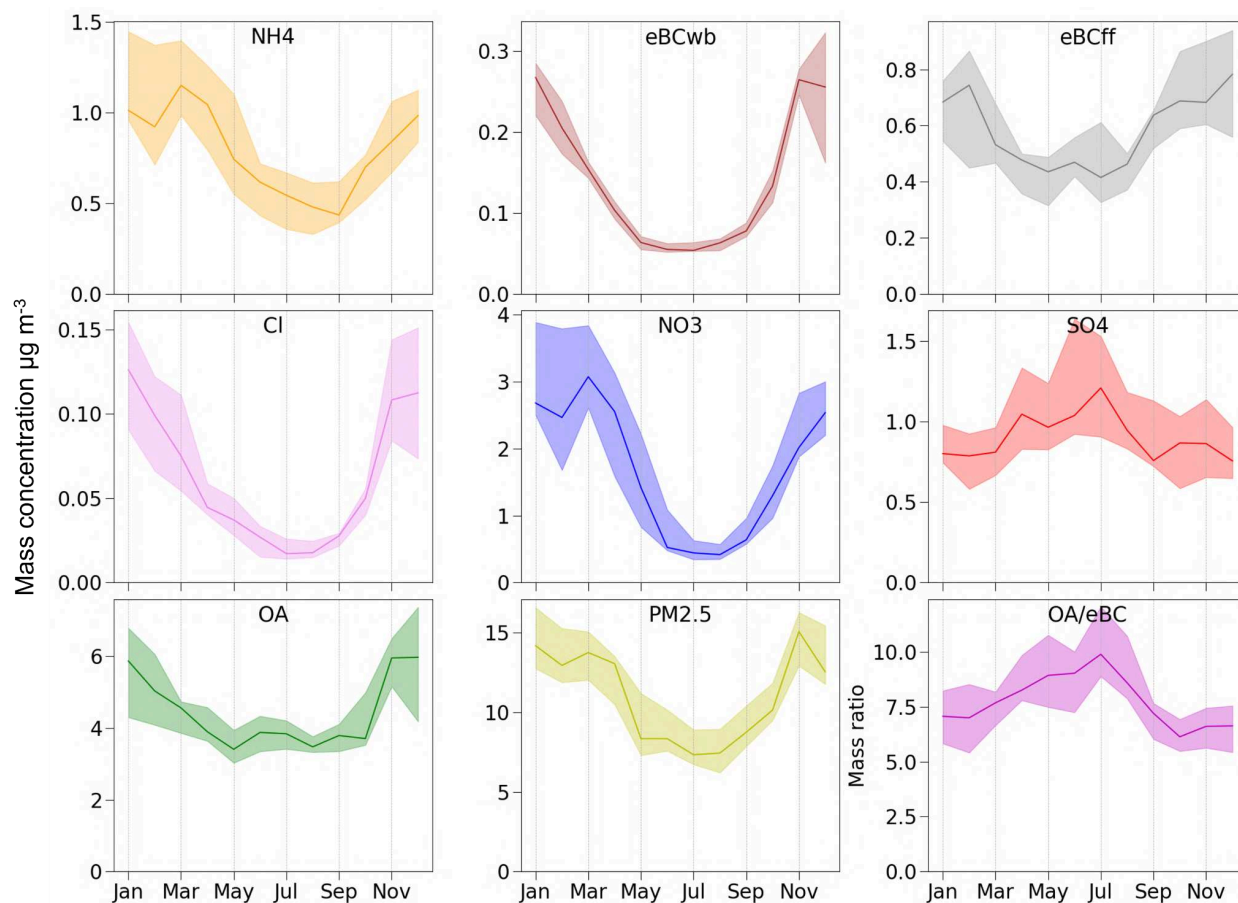 Mass concentration µg m-3
NH4
1.5
1.0
0.5
0.0
eBCwb
0.3
0.2
0.1
0.0
eBCff
0.8
0.6
0.4
0.2
0.0
Cl
0.15
0.10
0.05
0.00
NO3
4
3
2
1
0
SO4
1.5
1.0
0.5
0.0
OA
6
4
2
0
Jan Mar May Jul Sep Nov
PM2.5
15
10
5
0
Jan Mar May Jul Sep Nov
OA/eBC
Mass ratio
10.0
7.5
5.0
2.5
0
Jan Mar May Jul Sep Nov